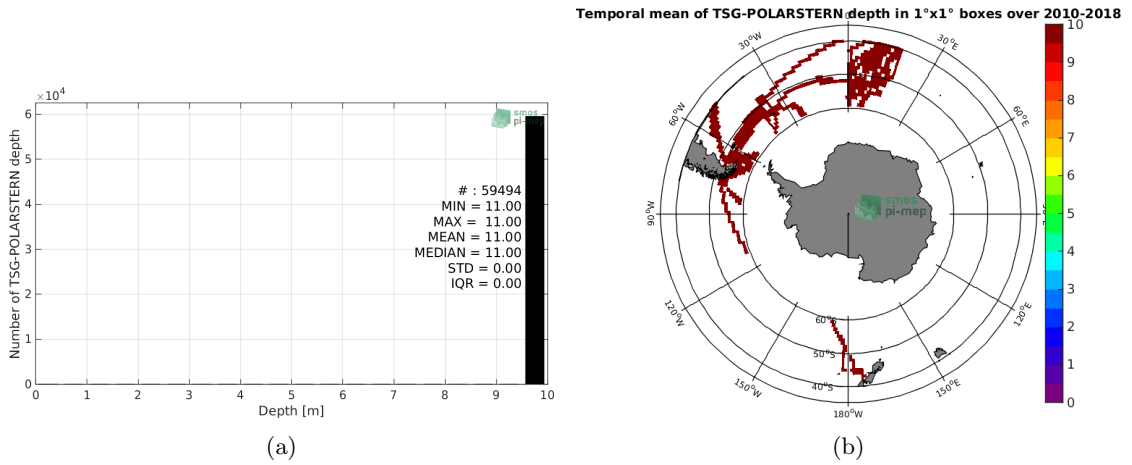 Temporal mean of TSG-POLARSTERN depth in 1°x1° boxes over 2010-2018
×10⁴
6
5
4
3
2
1
0
Number of TSG-POLARSTERN depth
smos
pi-mep
# : 59494
MIN = 11.00
MAX = 11.00
MEAN = 11.00
MEDIAN = 11.00
STD = 0.00
IQR = 0.00
0 1 2 3 4 5 6 7 8 9 10
Depth [m]
(a)
30°W
30°E
60°W
60°E
90°W
120°W
120°E
150°W
150°E
180°W
60°S
50°S
40°S
smos
pi-mep
10
9
8
7
6
5
4
3
2
1
0
(b)